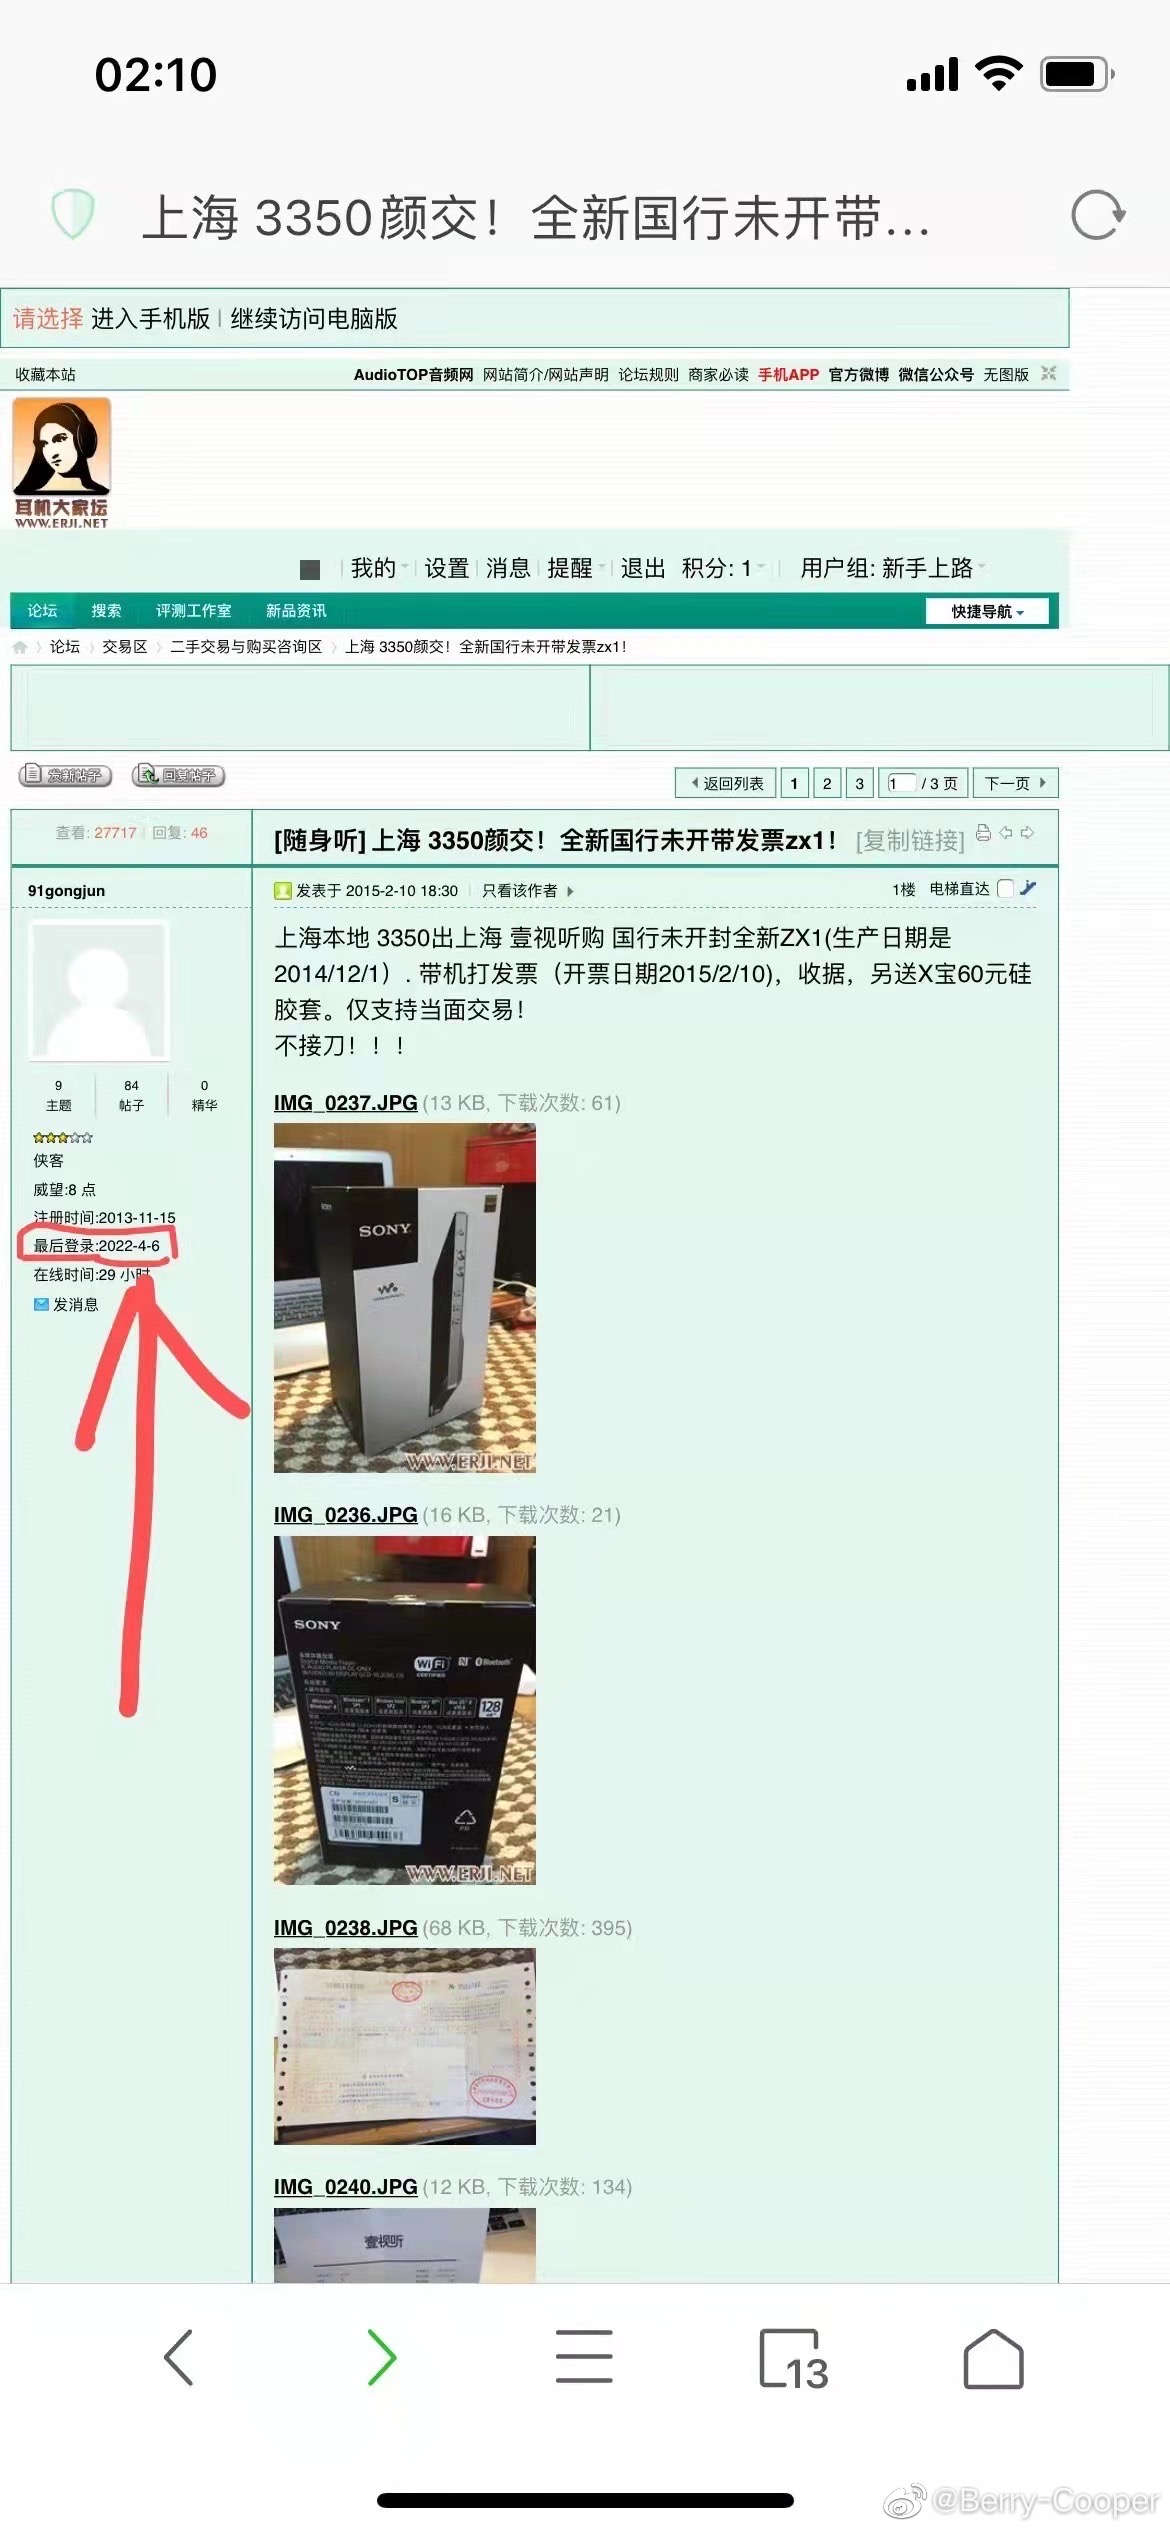 02:10
上海 3350颜交！全新国行未开带...
请选择 进入手机版 | 继续访问电脑版
收藏本站
AudioTOP音频网 网站简介/网站声明 论坛规则 商家必读 手机APP 官方微博 微信公众号 无图版
耳机大家坛
WWW.ERJI.NET
我的 设置 消息 提醒 退出 积分: 1 用户组: 新手上路
论坛 搜索 评测工作室 新品资讯
快捷导航
论坛 › 交易区 › 二手交易与购买咨询区 › 上海 3350颜交！全新国行未开带发票zx1！
发新帖子 回复帖子
返回列表 1 2 3 1 / 3 页 下一页
查看: 27717 | 回复: 46
[随身听] 上海 3350颜交！全新国行未开带发票zx1！ [复制链接]
91gongjun
发表于 2015-2-10 18:30 | 只看该作者
1楼 电梯直达
上海本地 3350出上海 壹视听购 国行未开封全新ZX1(生产日期是
2014/12/1）. 带机打发票（开票日期2015/2/10)，收据，另送X宝60元硅
胶套。仅支持当面交易！
不接刀！！！
9 84 0
主题 帖子 精华
侠客
威望:8 点
注册时间:2013-11-15
最后登录:2022-4-6
在线时间:29 小时
发消息
IMG_0237.JPG (13 KB, 下载次数: 61)
SONY
WWW.ERJI.NET
IMG_0236.JPG (16 KB, 下载次数: 21)
SONY
WiFi
CERTIFIED
Bluetooth
128
WWW.ERJI.NET
IMG_0238.JPG (68 KB, 下载次数: 395)
IMG_0240.JPG (12 KB, 下载次数: 134)
壹视听
13
@Berry-Cooper